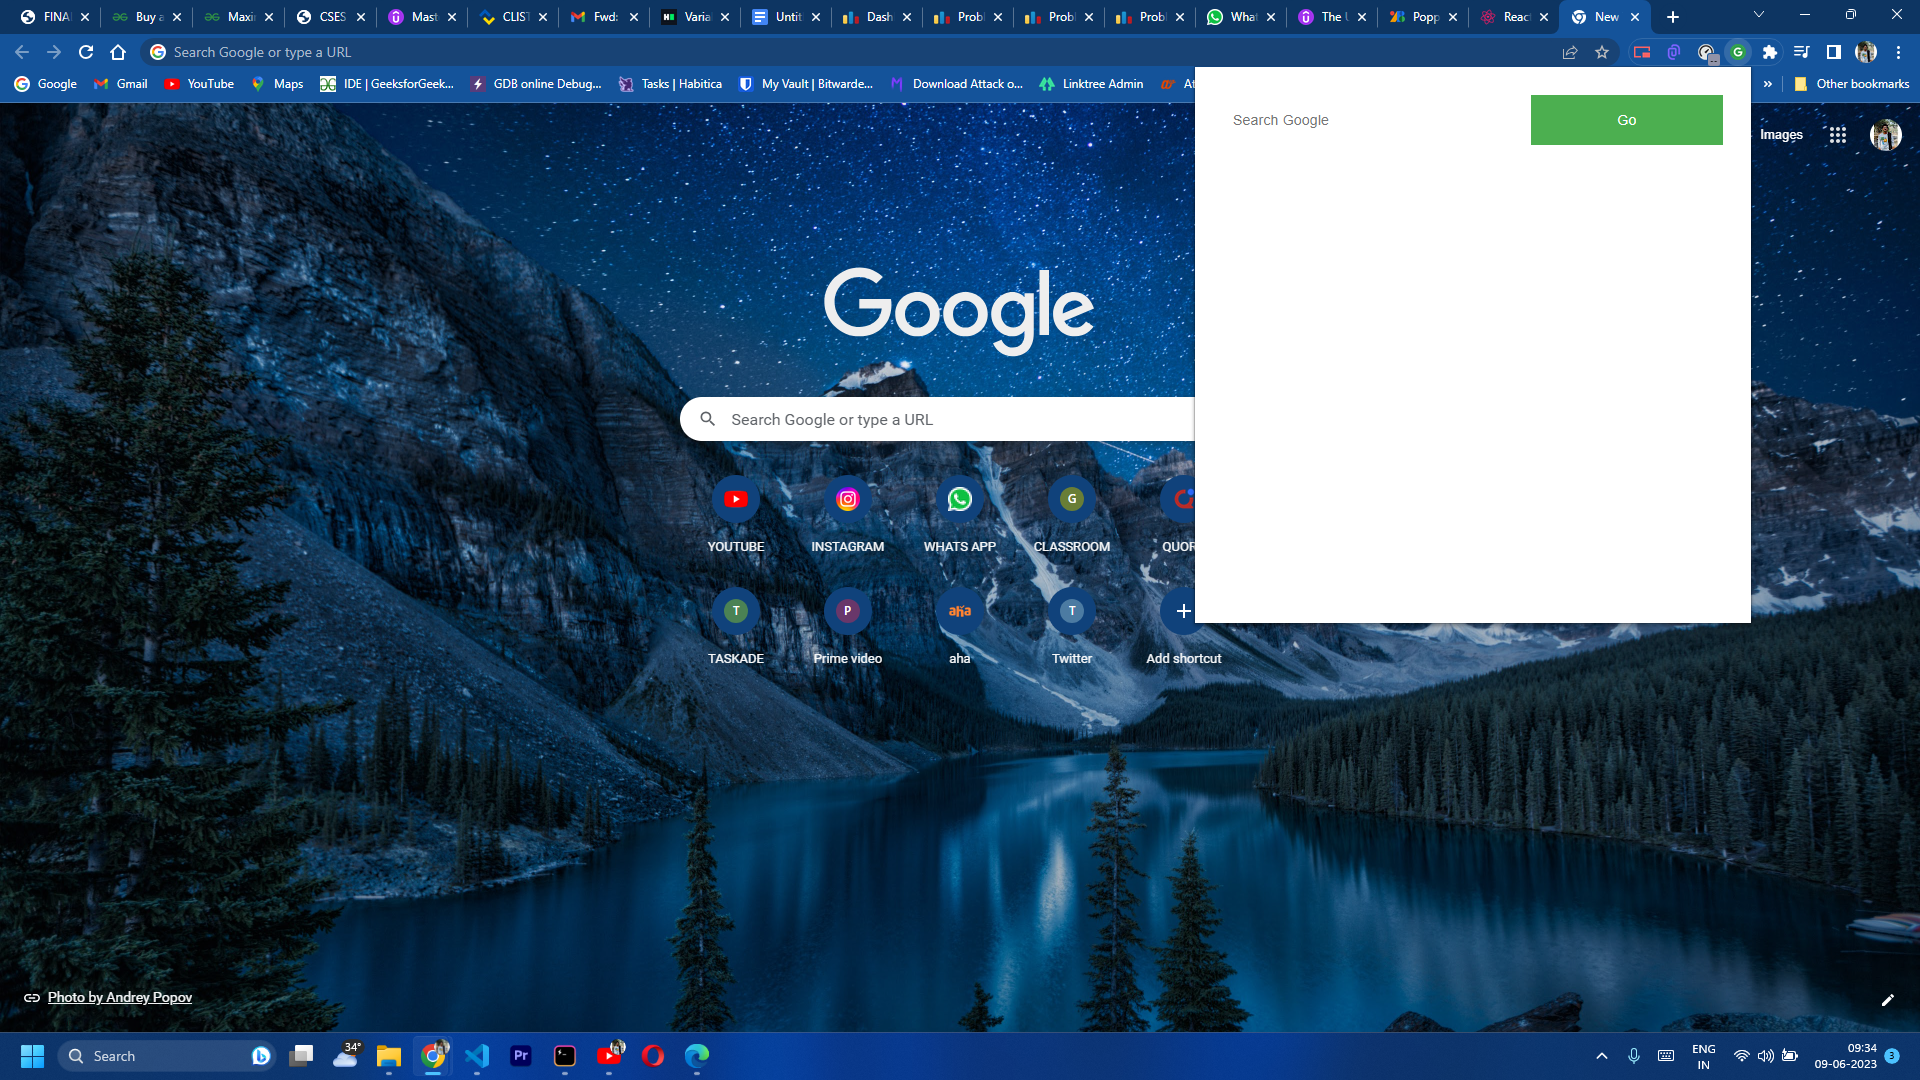 FINA
Buy a
Maxi
CSES
Mast
CLIST
Fwd:
Varia
Untit
Dash
Probl
Probl
Probl
What
The U
Popp
React
New
Search Google or type a URL
Google
Gmail
YouTube
Maps
IDE | GeeksforGeek...
GDB online Debug...
Tasks | Habitica
My Vault | Bitwarde...
Download Attack o...
Linktree Admin
At
»
Other bookmarks
Search Google
Go
Images
Google
Search Google or type a URL
G
YOUTUBE
INSTAGRAM
WHATS APP
CLASSROOM
QUOR
T
P
aha
T
TASKADE
Prime video
aha
Twitter
Add shortcut
Photo by Andrey Popov
Search
34°
Pr
ENG
IN
09:34
09-06-2023
3